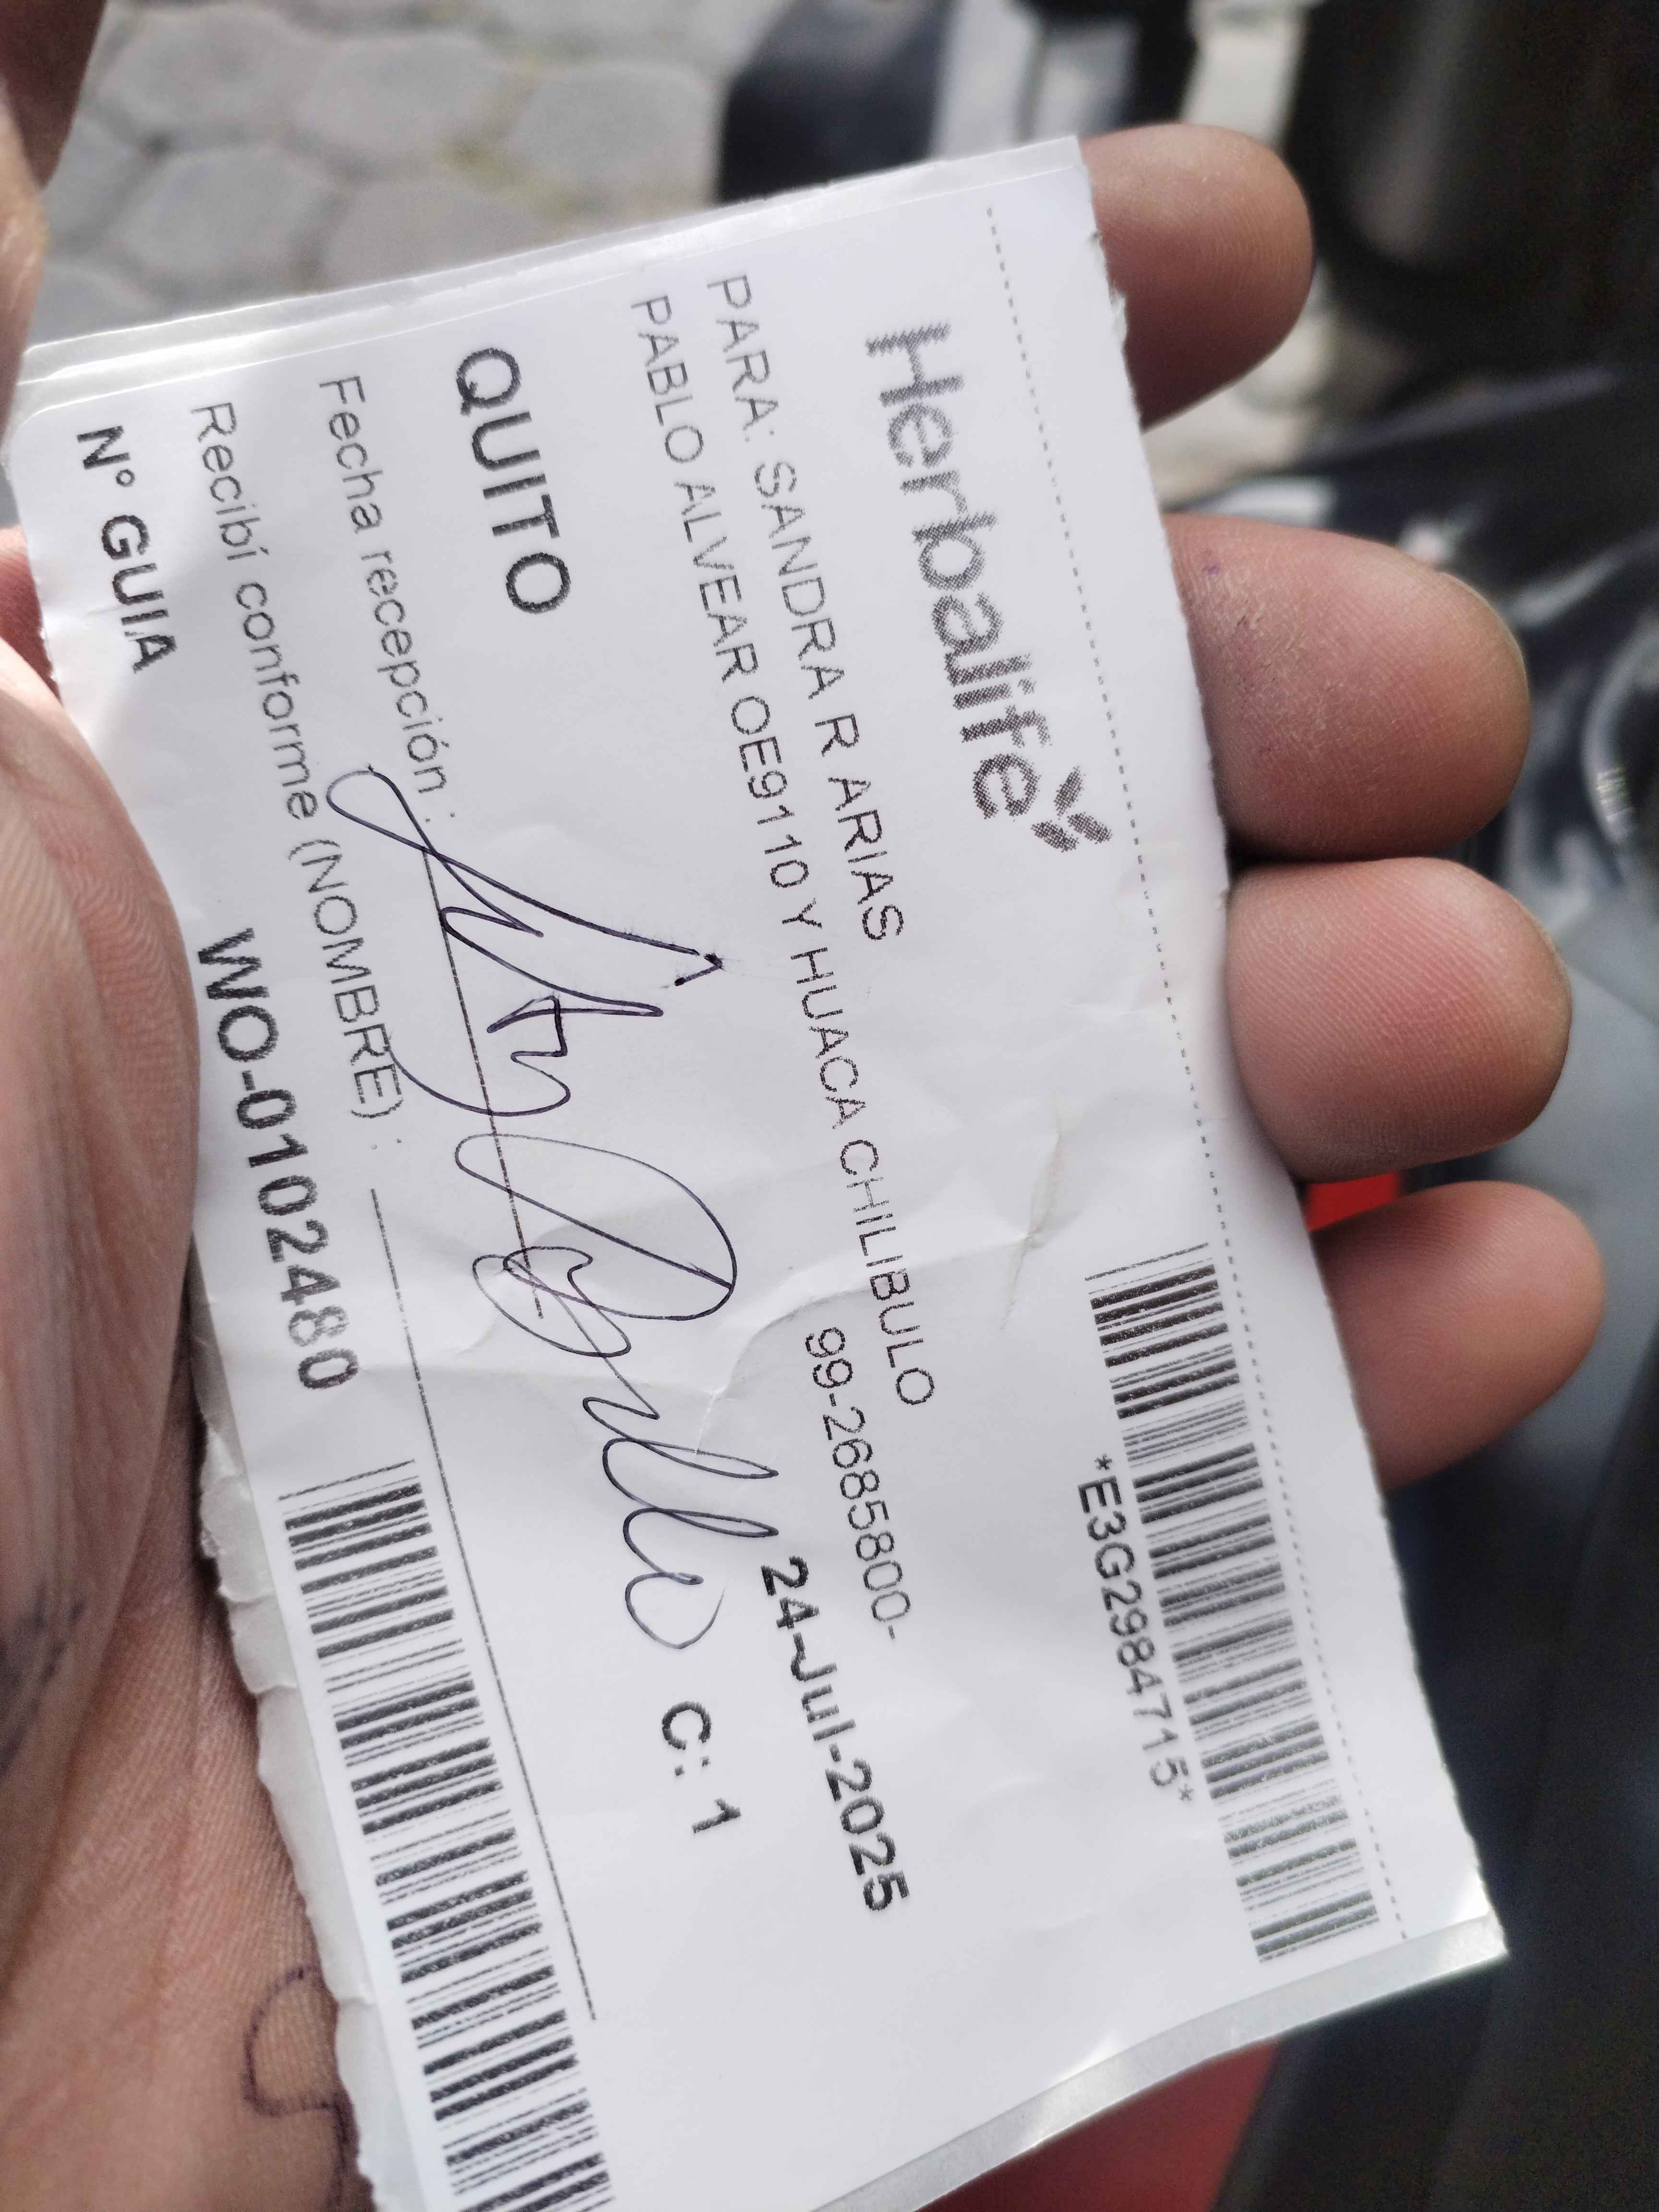 Herbalife
*E3G2984715*
PARA: SANDRA R ARIAS
PABLO ALVEAR OE9110 Y HUACA CHILIBULO
99-2685800-
QUITO
24-Jul-2025
Fecha recepción :
C: 1
Recibí conforme (NOMBRE) :
N° GUIA
WO-0102480